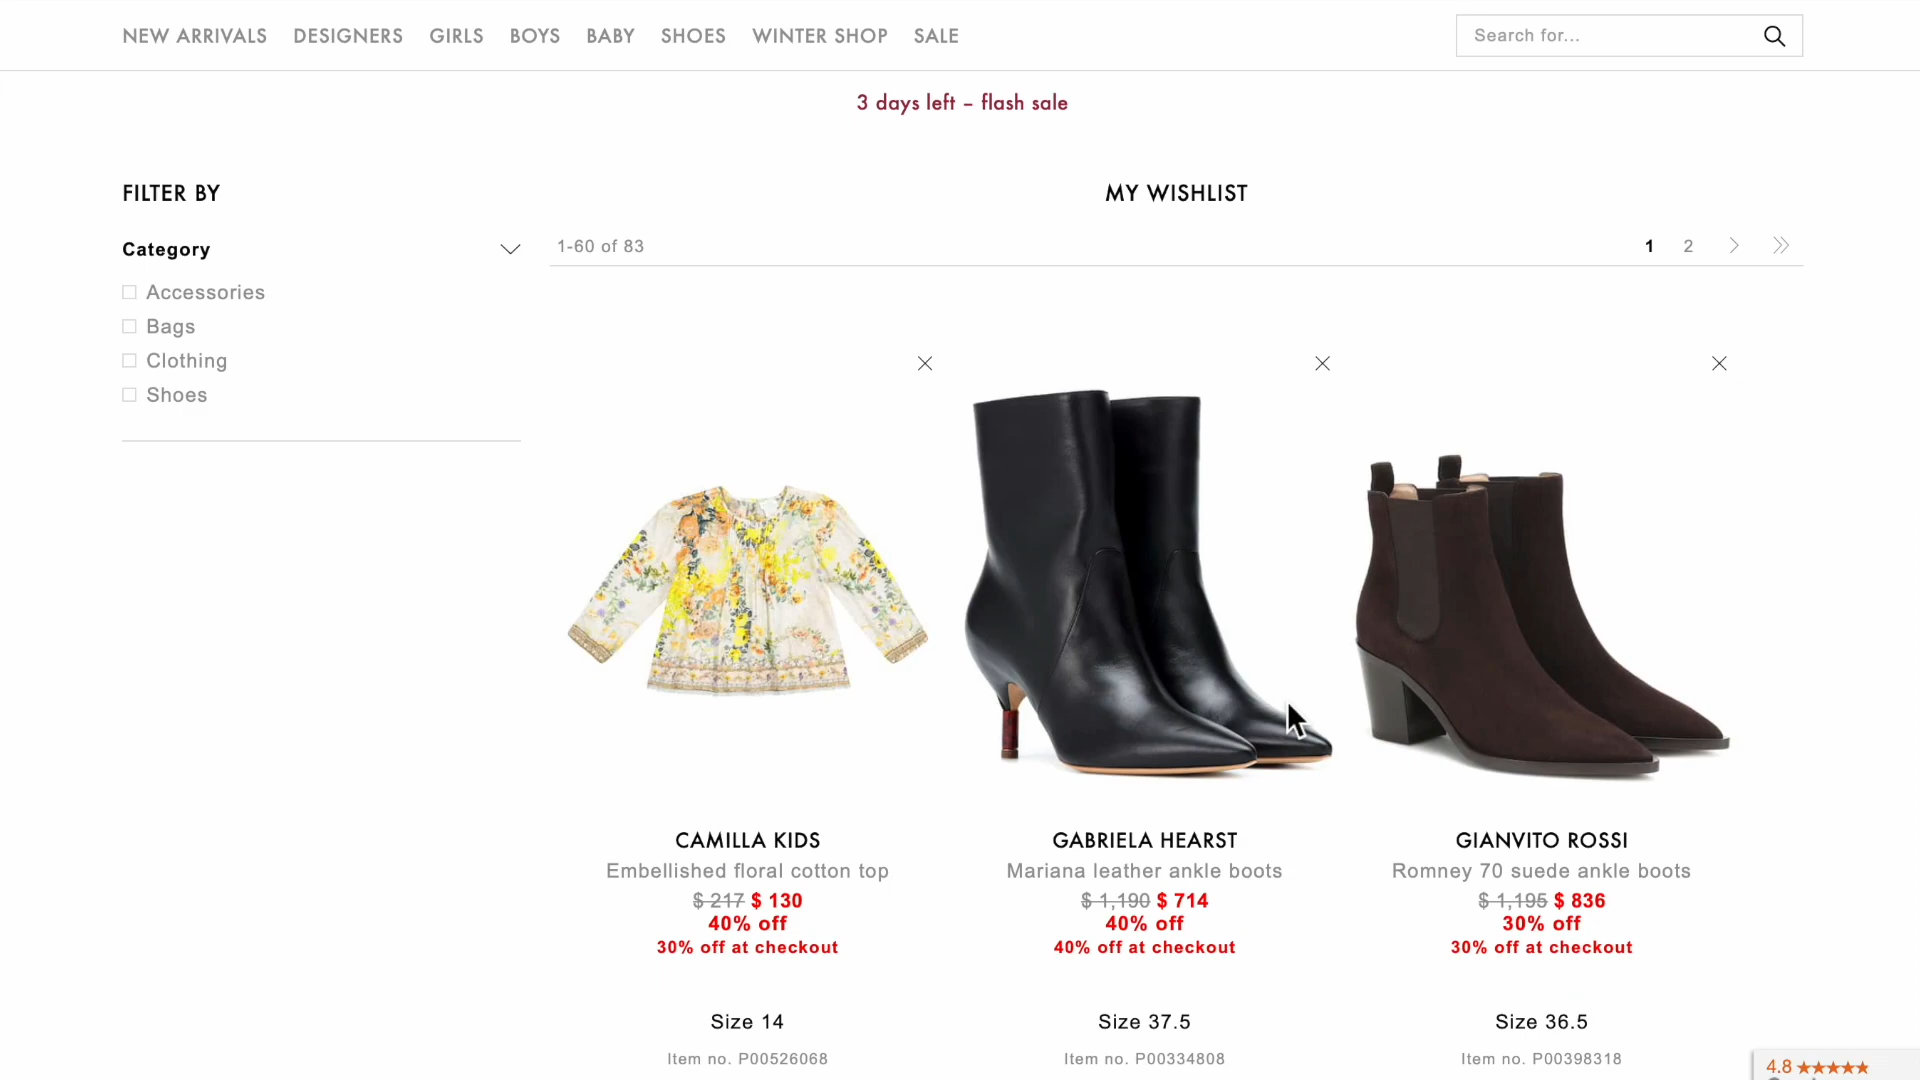 NEW ARRIVALS DESIGNERS GIRLS BOYS BABY SHOES WINTER SHOP SALE
Search for...
3 days left – flash sale
FILTER BY
MY WISHLIST
Category
1-60 of 83
1 2
Accessories
Bags
Clothing
Shoes
CAMILLA KIDS
Embellished floral cotton top
$ 217 $ 130
40% off
30% off at checkout
Size 14
Item no. P00526068
GABRIELA HEARST
Mariana leather ankle boots
$ 1,190 $ 714
40% off
40% off at checkout
Size 37.5
Item no. P00334808
GIANVITO ROSSI
Romney 70 suede ankle boots
$ 1,195 $ 836
30% off
30% off at checkout
Size 36.5
Item no. P00398318
4.8